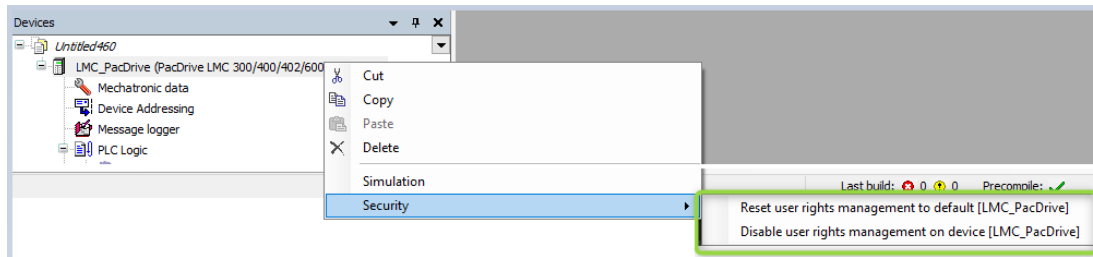 Devices
Untitled460
LMC_PacDrive (PacDrive LMC 300/400/402/600
Mechatronic data
Device Addressing
Message logger
PLC Logic
Cut
Copy
Paste
Delete
Simulation
Security
Last build: 0 0 Precompile:
Reset user rights management to default [LMC_PacDrive]
Disable user rights management on device [LMC_PacDrive]